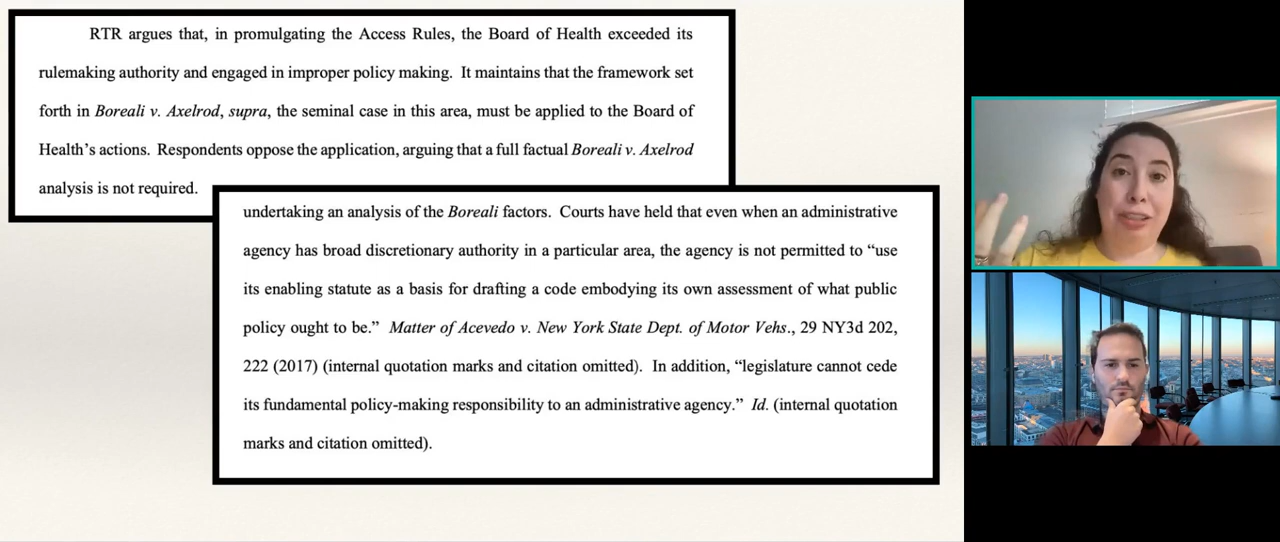 RTR argues that, in promulgating the Access Rules, the Board of Health exceeded its
rulemaking authority and engaged in improper policy making. It maintains that the framework set
forth in Boreali v. Axelrod, supra, the seminal case in this area, must be applied to the Board of
Health’s actions. Respondents oppose the application, arguing that a full factual Boreali v. Axelrod
analysis is not required.
undertaking an analysis of the Boreali factors. Courts have held that even when an administrative
agency has broad discretionary authority in a particular area, the agency is not permitted to “use
its enabling statute as a basis for drafting a code embodying its own assessment of what public
policy ought to be.” Matter of Acevedo v. New York State Dept. of Motor Vehs., 29 NY3d 202,
222 (2017) (internal quotation marks and citation omitted). In addition, “legislature cannot cede
its fundamental policy-making responsibility to an administrative agency.” Id. (internal quotation
marks and citation omitted).